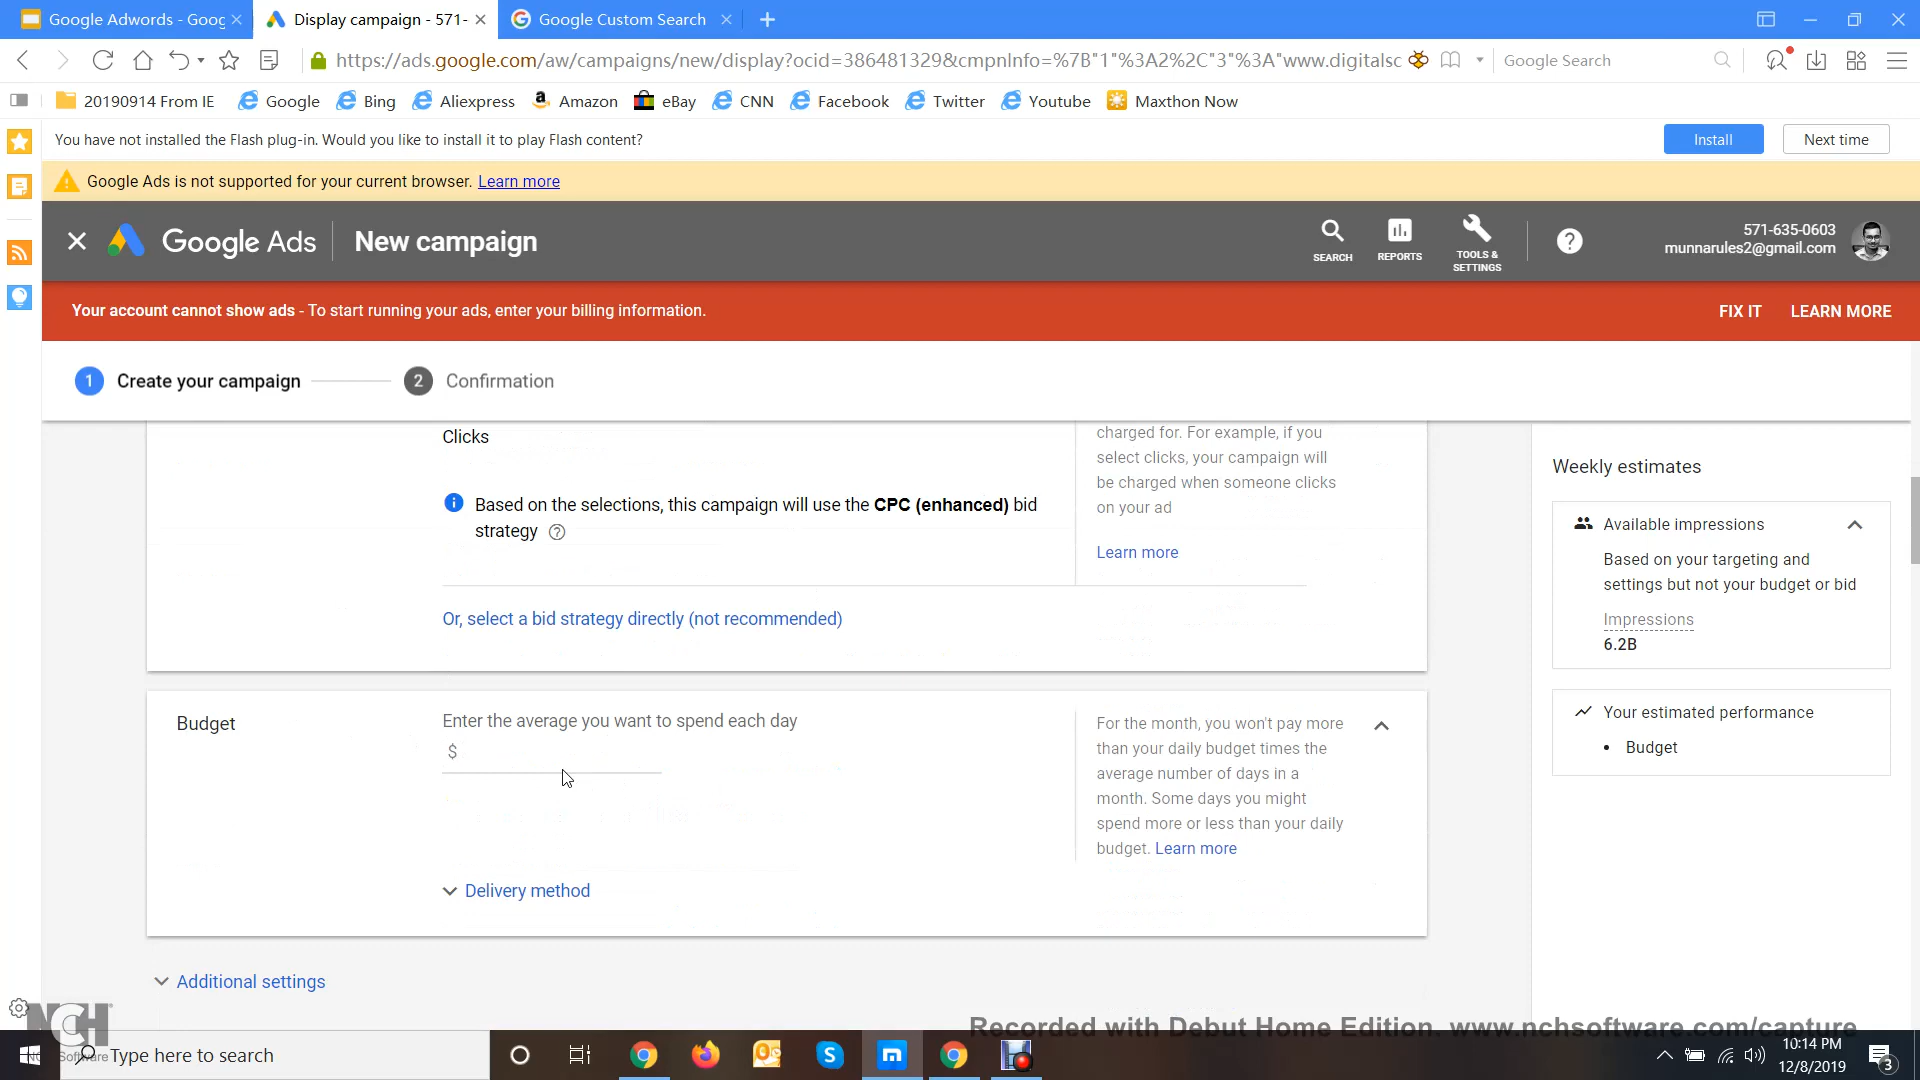 Google Adwords - Goog
Display campaign - 571-
Google Custom Search
https://ads.google.com/aw/campaigns/new/display?ocid=386481329&cmpnInfo=%7B"1"%3A2%2C"3"%3A"www.digitalsc
Google Search
20190914 From IE
Google
Bing
Aliexpress
Amazon
eBay
CNN
Facebook
Twitter
Youtube
Maxthon Now
You have not installed the Flash plug-in. Would you like to install it to play Flash content?
Install
Next time
Google Ads is not supported for your current browser. Learn more
Google Ads
New campaign
SEARCH
REPORTS
TOOLS &
SETTINGS
571-635-0603
munnarules2@gmail.com
Your account cannot show ads - To start running your ads, enter your billing information.
FIX IT
LEARN MORE
1 Create your campaign
2 Confirmation
Clicks
Based on the selections, this campaign will use the CPC (enhanced) bid
strategy
Or, select a bid strategy directly (not recommended)
charged for. For example, if you
select clicks, your campaign will
be charged when someone clicks
on your ad
Learn more
Budget
Enter the average you want to spend each day
$
Delivery method
For the month, you won't pay more
than your daily budget times the
average number of days in a
month. Some days you might
spend more or less than your daily
budget. Learn more
Additional settings
Weekly estimates
Available impressions
Based on your targeting and
settings but not your budget or bid
Impressions
6.2B
Your estimated performance
• Budget
NCH
Software
Recorded with Debut Home Edition. www.nchsoftware.com/capture
Type here to search
10:14 PM
12/8/2019
3